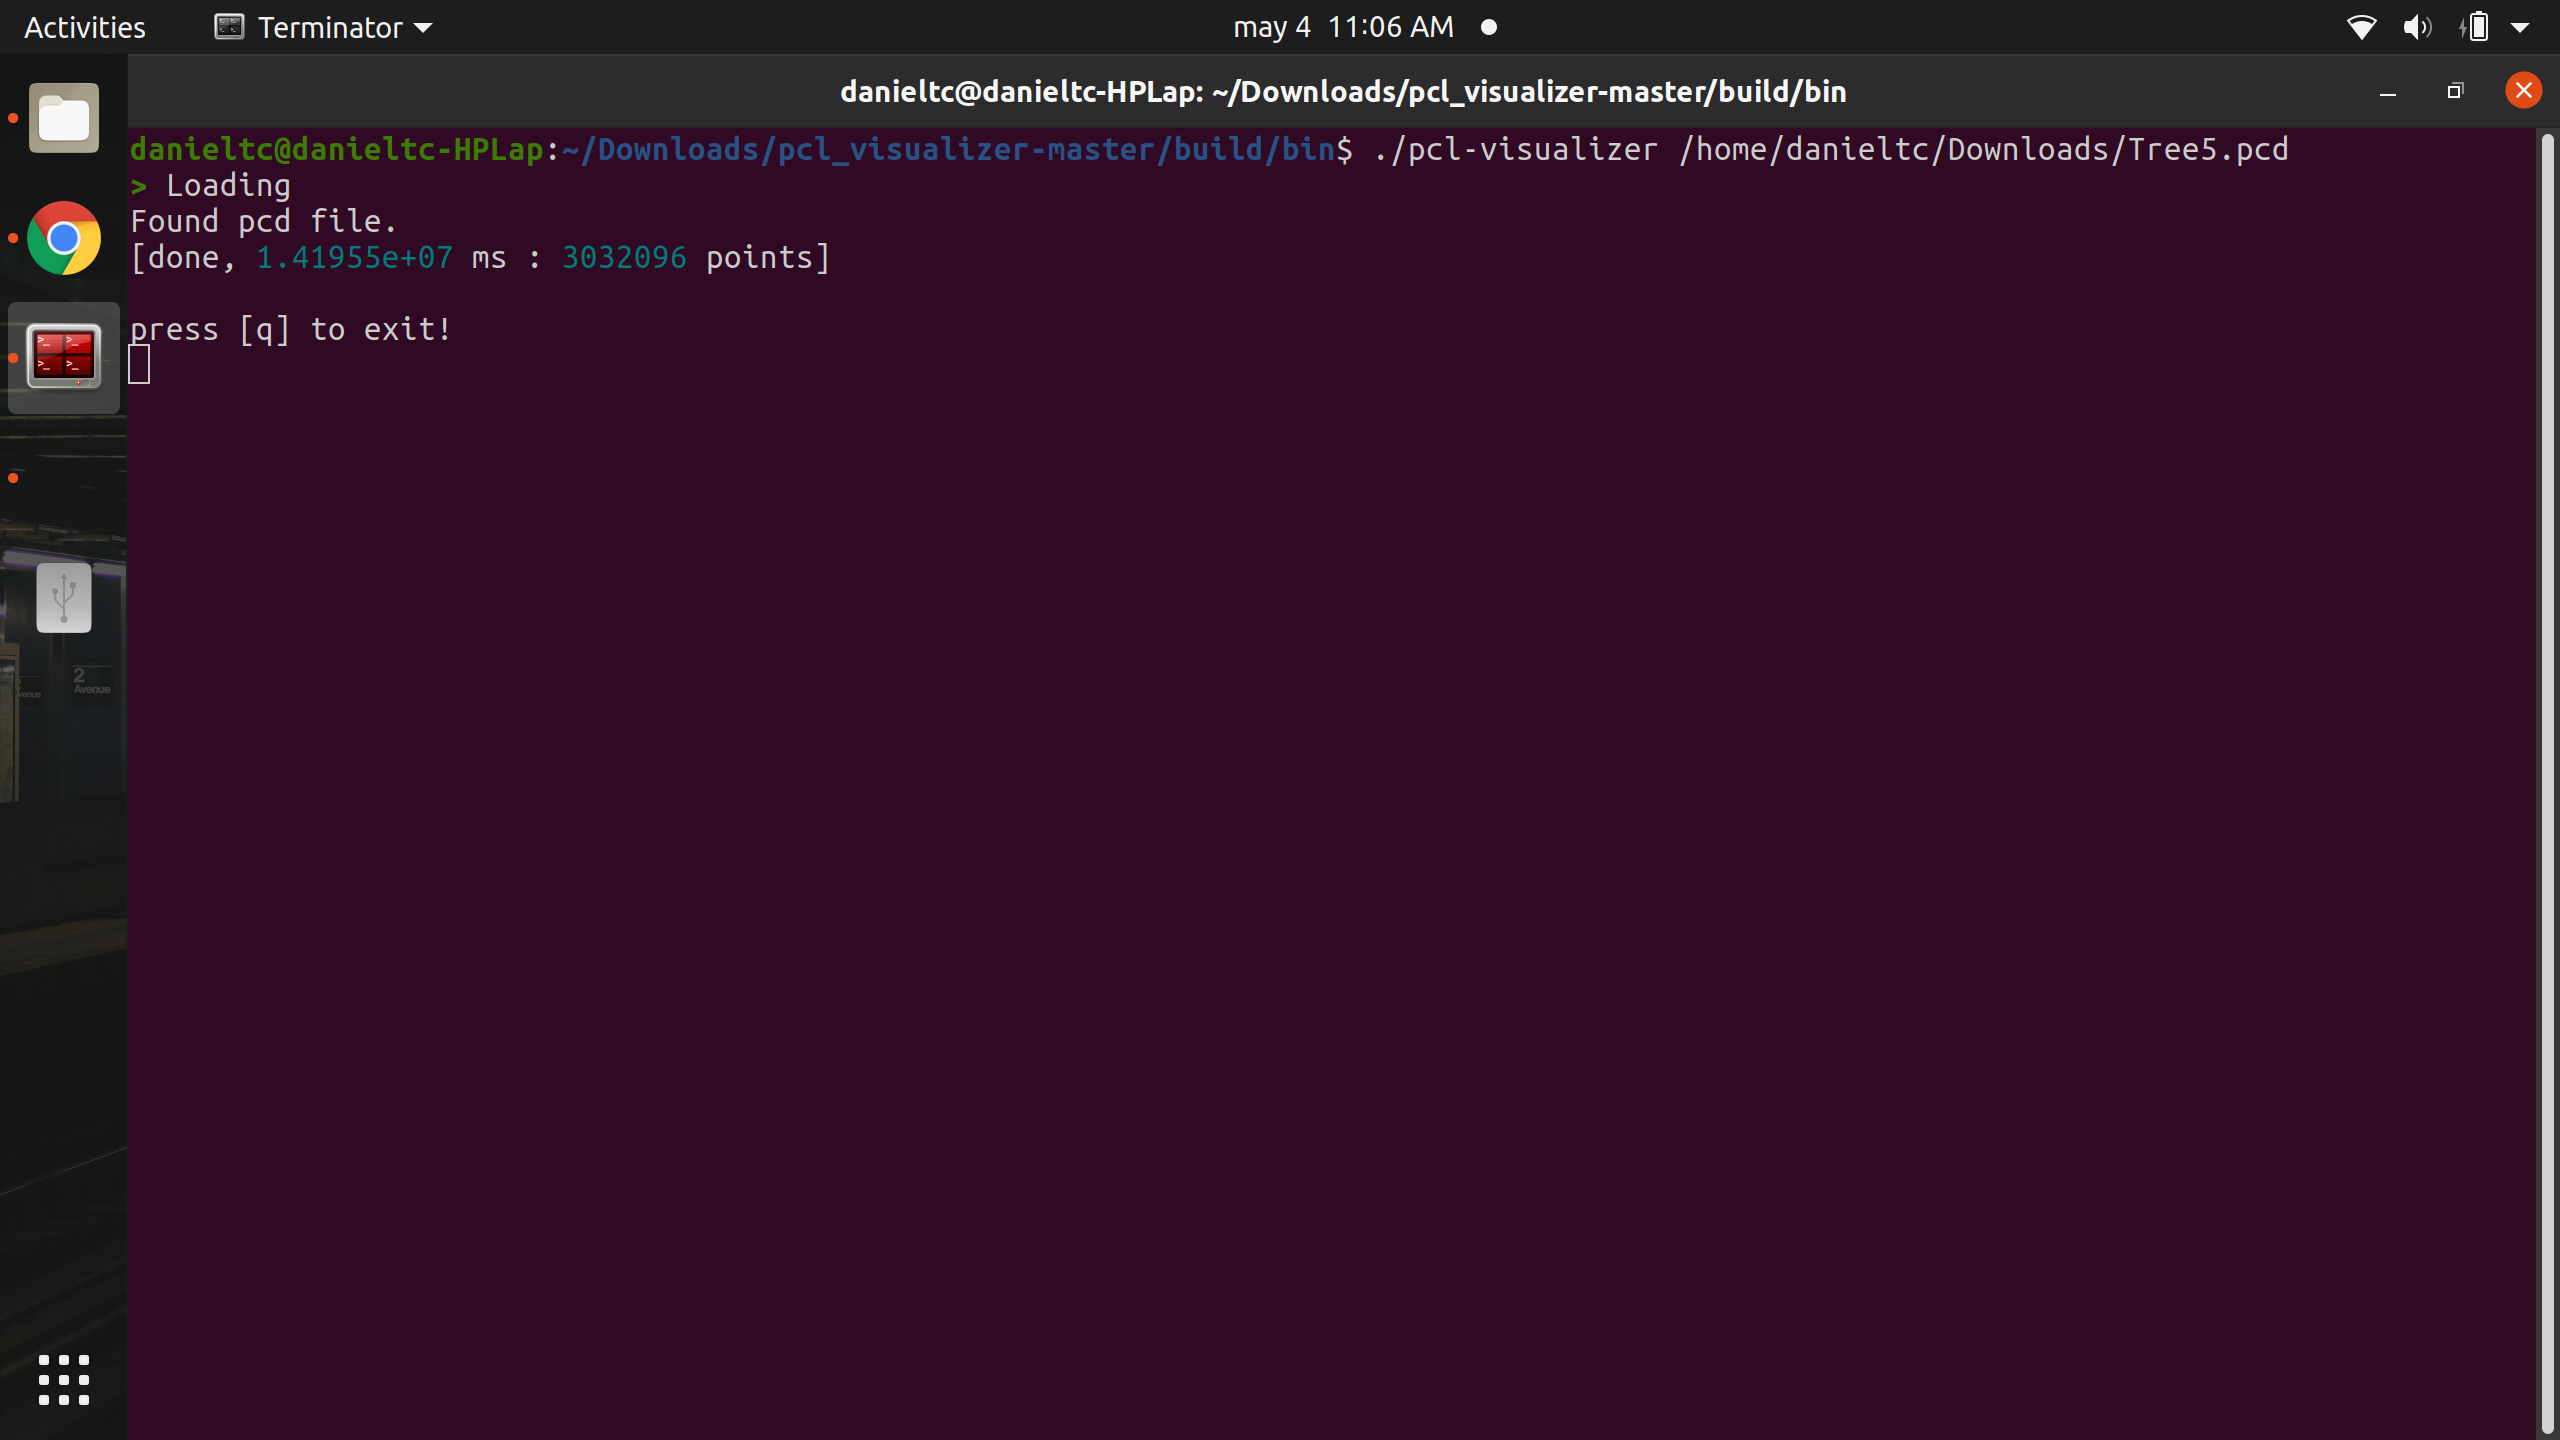 Activities
Terminator
may 4 11:06 AM
danieltc@danieltc-HPLap: ~/Downloads/pcl_visualizer-master/build/bin
danieltc@danieltc-HPLap:~/Downloads/pcl_visualizer-master/build/bin$ ./pcl-visualizer /home/danieltc/Downloads/Tree5.pcd
> Loading
Found pcd file.
[done, 1.41955e+07 ms : 3032096 points]
press [q] to exit!
2
Avenue